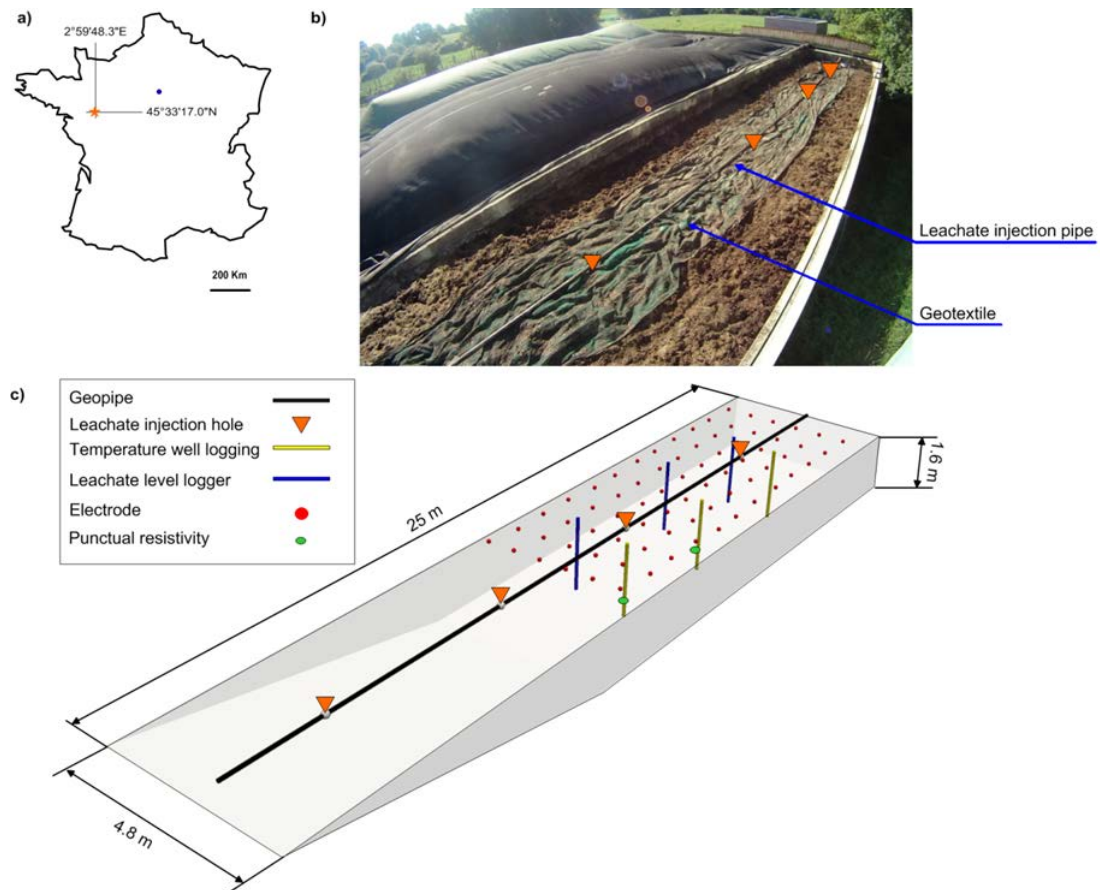 a)
2°59'48.3"E
45°33'17.0"N
200 Km
b)
Leachate injection pipe
Geotextile
c)
Geopipe
Leachate injection hole
Temperature well logging
Leachate level logger
Electrode
Punctual resistivity
25 m
1.6 m
4.8 m